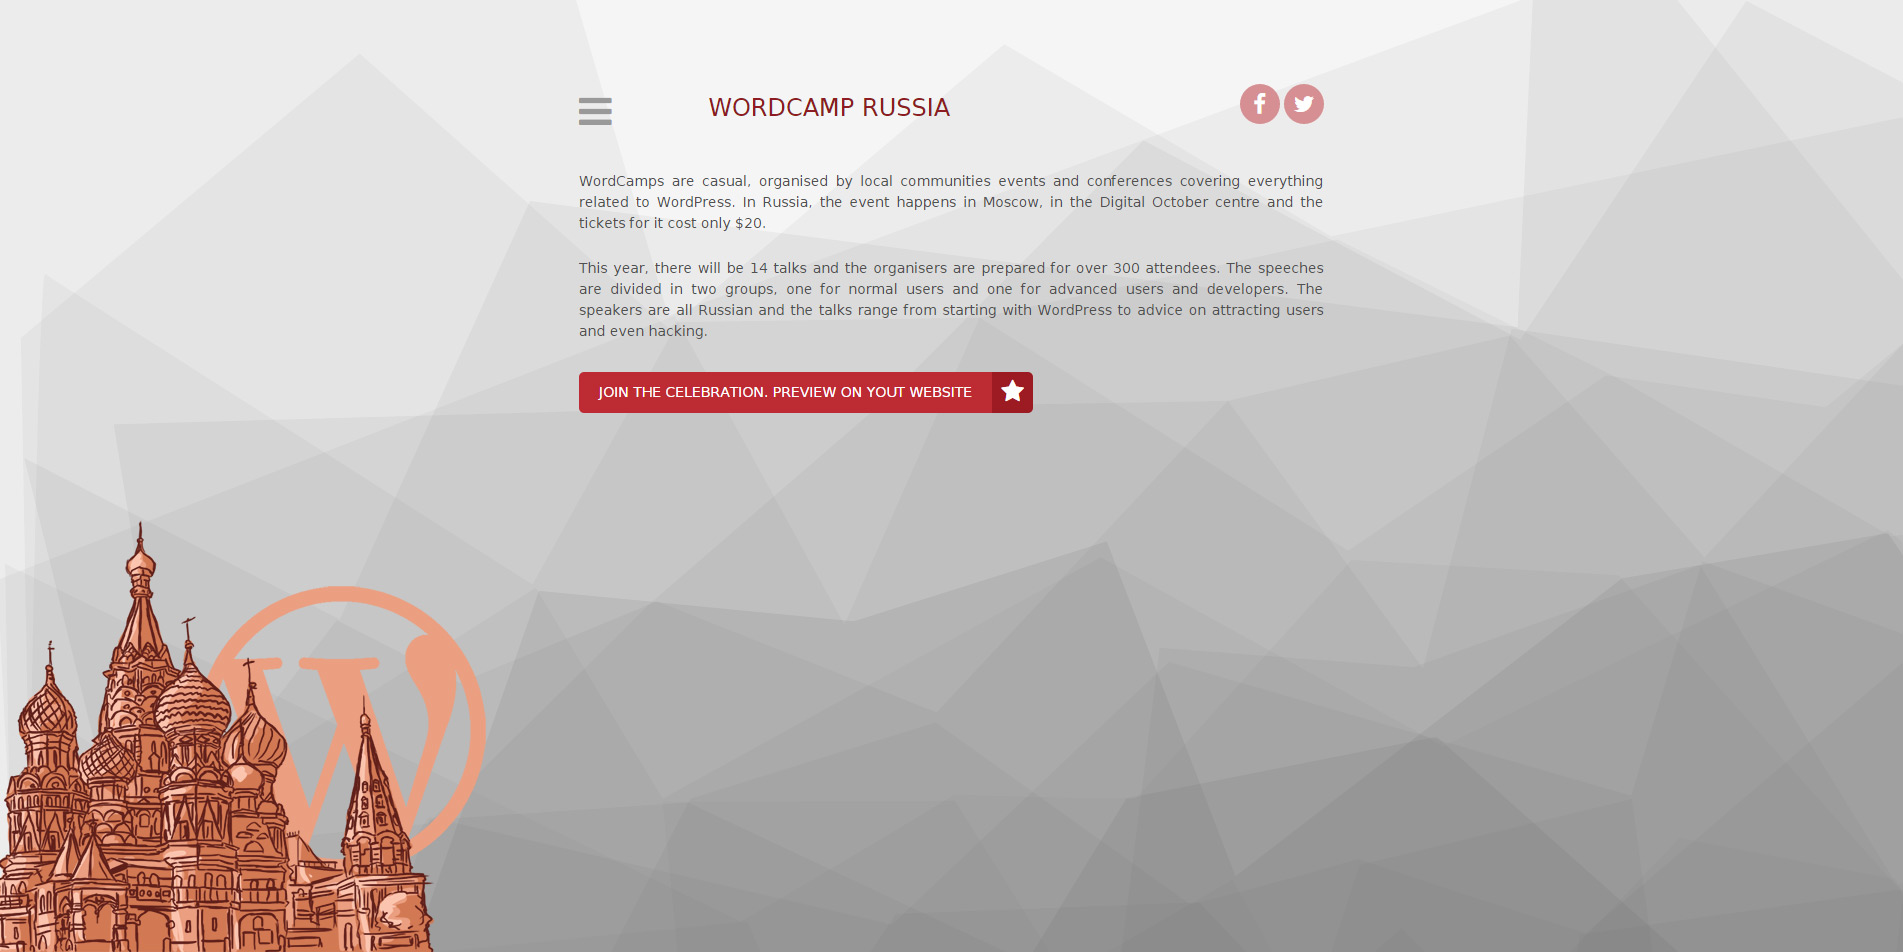 WORDCAMP RUSSIA
WordCamps are casual, organised by local communities events and conferences covering everything
related to WordPress. In Russia, the event happens in Moscow, in the Digital October centre and the
tickets for it cost only $20.
This year, there will be 14 talks and the organisers are prepared for over 300 attendees. The speeches
are divided in two groups, one for normal users and one for advanced users and developers. The
speakers are all Russian and the talks range from starting with WordPress to advice on attracting users
and even hacking.
JOIN THE CELEBRATION. PREVIEW ON YOUT WEBSITE